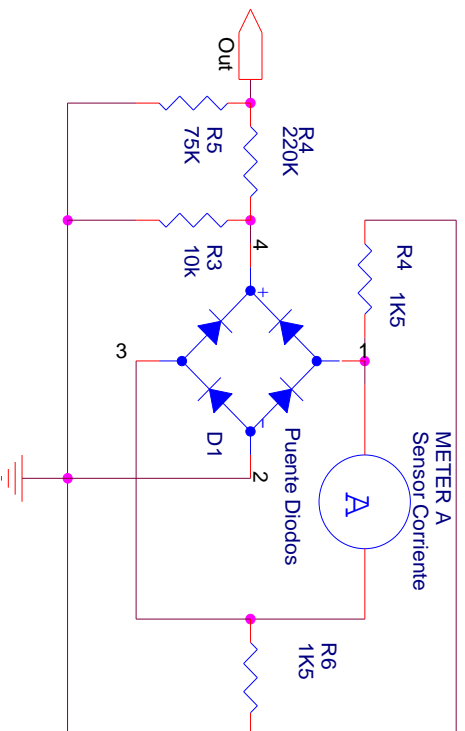 Out
R5
75K
R4
220K
R3
10k
4
3
1
2
+
-
D1
Puente Diodos
R4
1K5
METER A
Sensor Corriente
A
R6
1K5